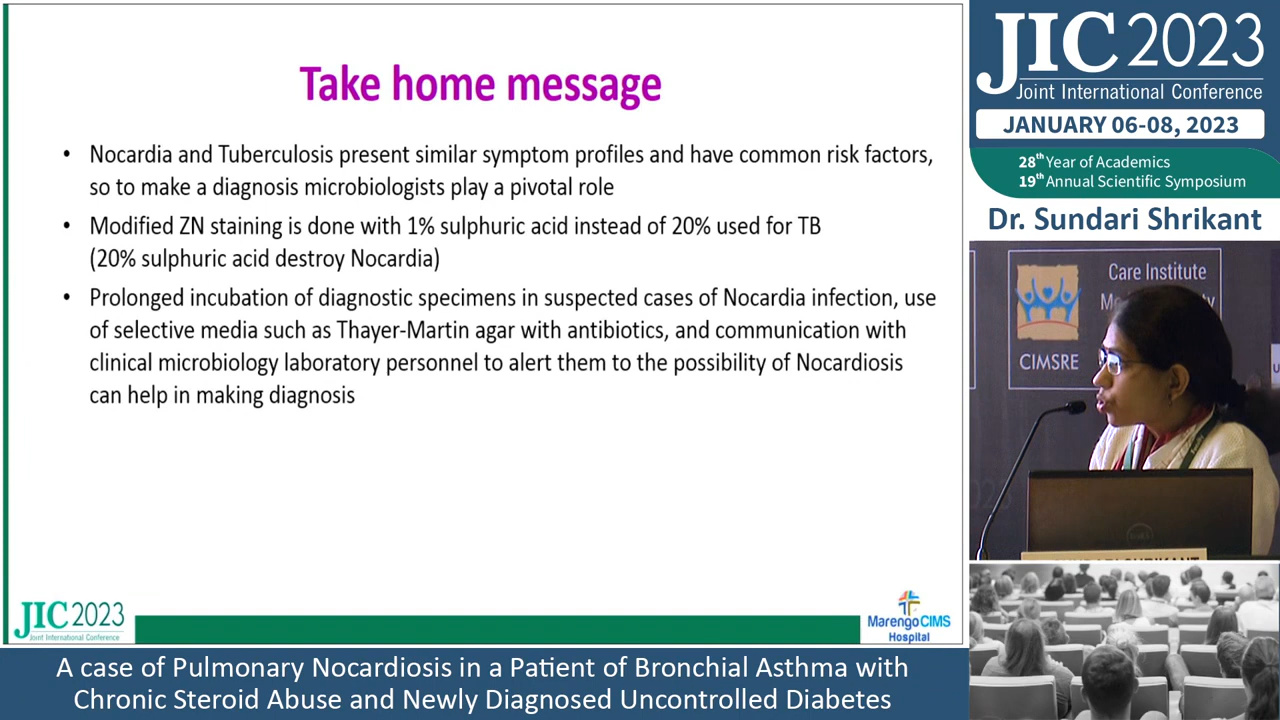 Take home message
• Nocardia and Tuberculosis present similar symptom profiles and have common risk factors,
so to make a diagnosis microbiologists play a pivotal role
• Modified ZN staining is done with 1% sulphuric acid instead of 20% used for TB
(20% sulphuric acid destroy Nocardia)
• Prolonged incubation of diagnostic specimens in suspected cases of Nocardia infection, use
of selective media such as Thayer-Martin agar with antibiotics, and communication with
clinical microbiology laboratory personnel to alert them to the possibility of Nocardiosis
can help in making diagnosis
JIC 2023
Joint International Conference
MarengoCIMS
Hospital
A case of Pulmonary Nocardiosis in a Patient of Bronchial Asthma with
Chronic Steroid Abuse and Newly Diagnosed Uncontrolled Diabetes
JIC 2023
Joint International Conference
JANUARY 06-08, 2023
28th Year of Academics
19th Annual Scientific Symposium
Dr. Sundari Shrikant
Care Institute
CIMSRE